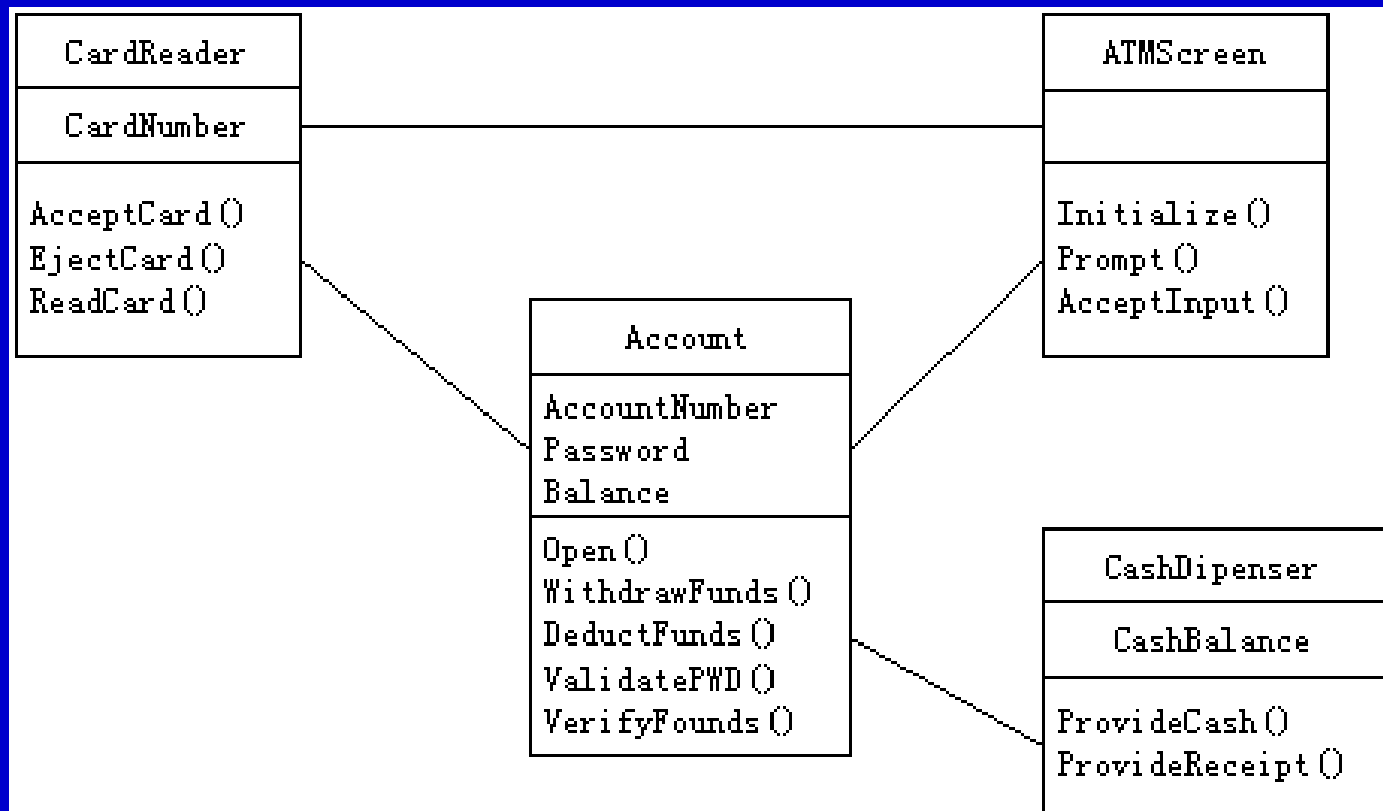 CardReader
CardNumber
AcceptCard()
EjectCard()
ReadCard()
ATMScreen
Initialize()
Prompt()
AcceptInput()
Account
AccountNumber
Password
Balance
Open()
WithdrawFunds()
DeductFunds()
ValidatePWD()
VerifyFounds()
CashDipenser
CashBalance
ProvideCash()
ProvideReceipt()